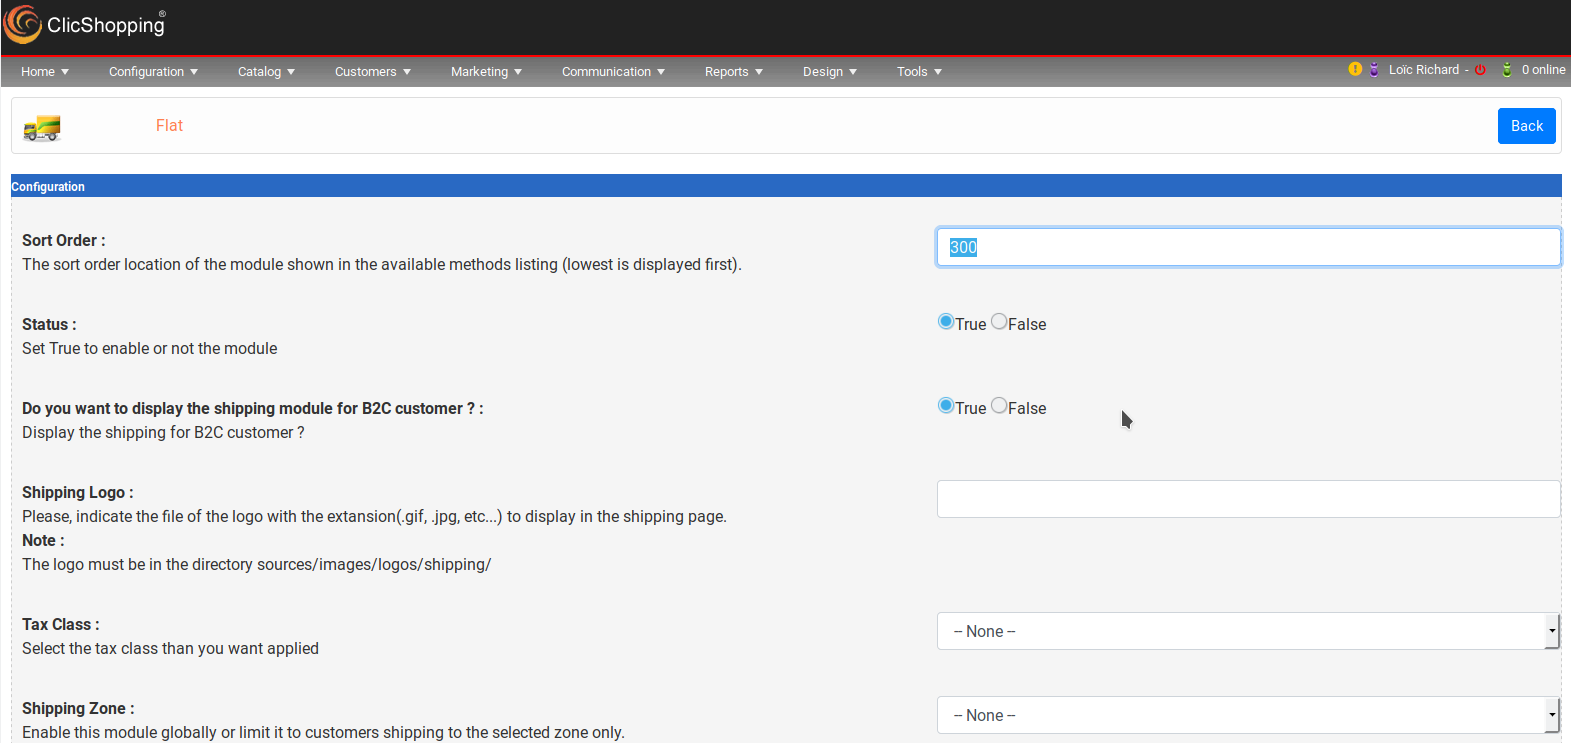 ClicShopping®
Home Configuration Catalog Customers Marketing Communication Reports Design Tools ! Loïc Richard - 0 online
Flat Back
Configuration
Sort Order : 300
The sort order location of the module shown in the available methods listing (lowest is displayed first).
Status : True False
Set True to enable or not the module
Do you want to display the shipping module for B2C customer ? : True False
Display the shipping for B2C customer ?
Shipping Logo :
Please, indicate the file of the logo with the extansion(.gif, .jpg, etc...) to display in the shipping page.
Note :
The logo must be in the directory sources/images/logos/shipping/
Tax Class : -- None --
Select the tax class than you want applied
Shipping Zone : -- None --
Enable this module globally or limit it to customers shipping to the selected zone only.